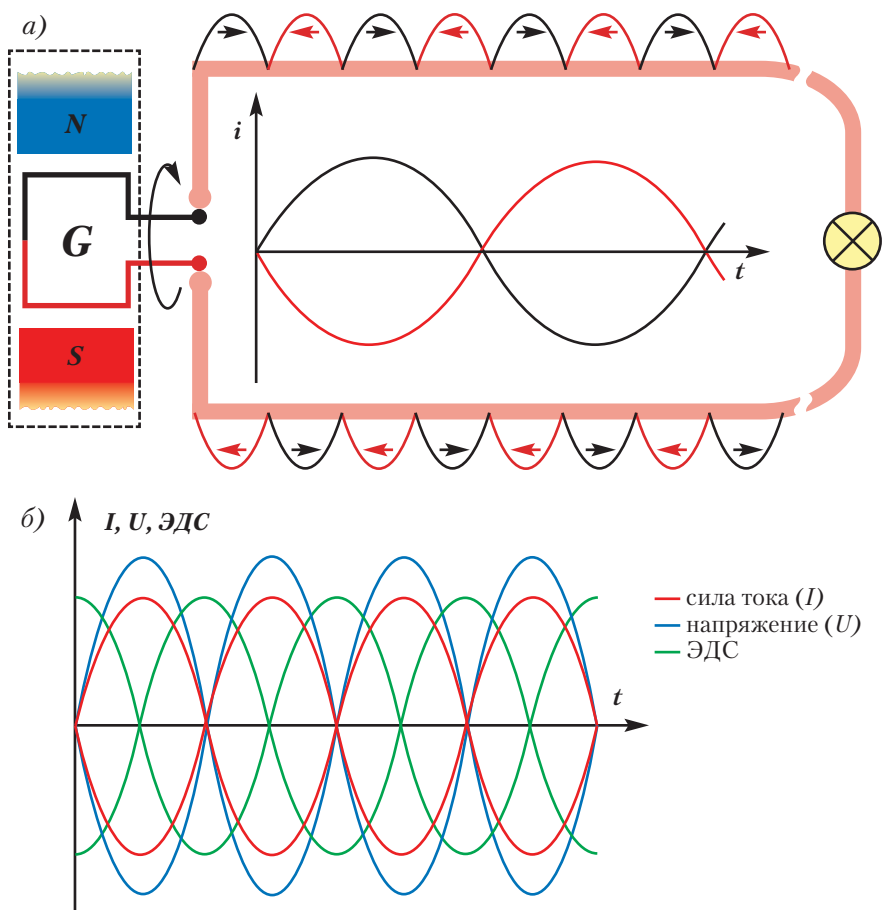 а)
N
i
G
t
S
б)
I, U, ЭДС
сила тока (I)
напряжение (U)
ЭДС
t